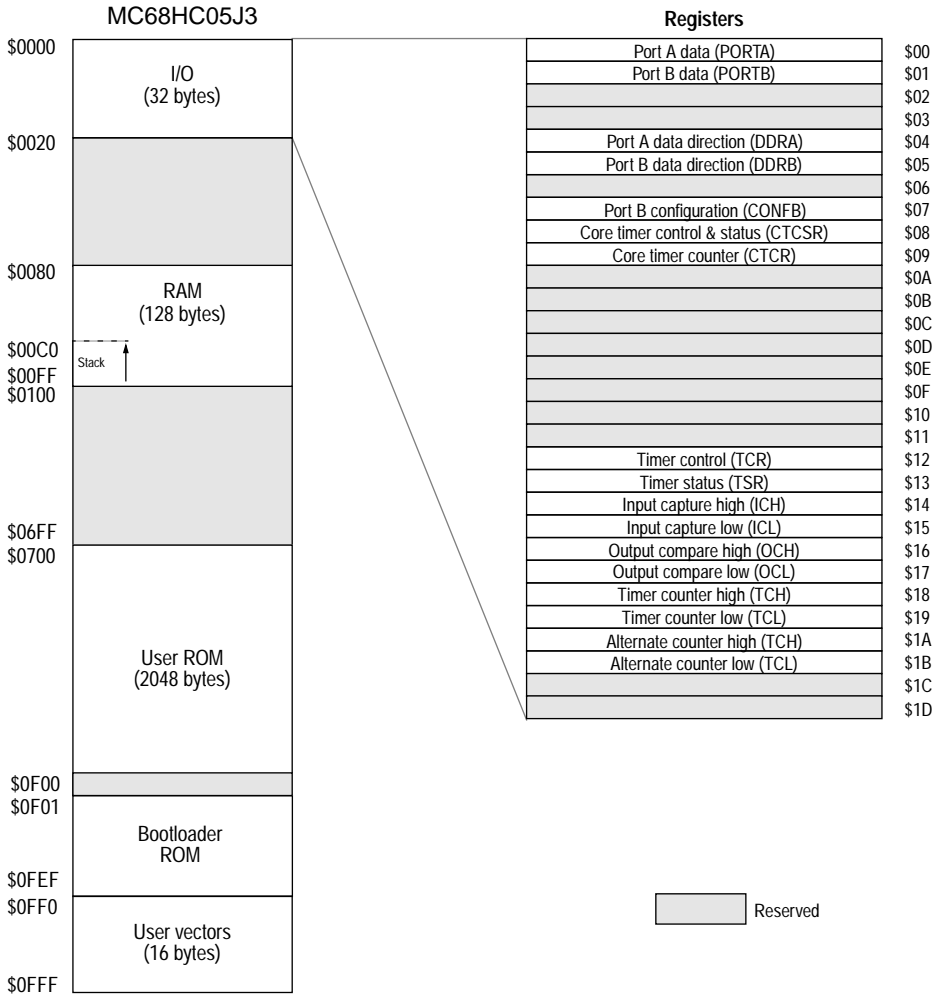 MC68HC05J3
$0000
I/O
(32 bytes)
$0020
$0080
RAM
(128 bytes)
$00C0
Stack
$00FF
$0100
$06FF
$0700
User ROM
(2048 bytes)
$0F00
$0F01
Bootloader
ROM
$0FEF
$0FF0
User vectors
(16 bytes)
$0FFF
Registers
Port A data (PORTA) $00
Port B data (PORTB) $01
$02
$03
Port A data direction (DDRA) $04
Port B data direction (DDRB) $05
$06
Port B configuration (CONFB) $07
Core timer control & status (CTCSR) $08
Core timer counter (CTCR) $09
$0A
$0B
$0C
$0D
$0E
$0F
$10
$11
Timer control (TCR) $12
Timer status (TSR) $13
Input capture high (ICH) $14
Input capture low (ICL) $15
Output compare high (OCH) $16
Output compare low (OCL) $17
Timer counter high (TCH) $18
Timer counter low (TCL) $19
Alternate counter high (TCH) $1A
Alternate counter low (TCL) $1B
$1C
$1D
Reserved